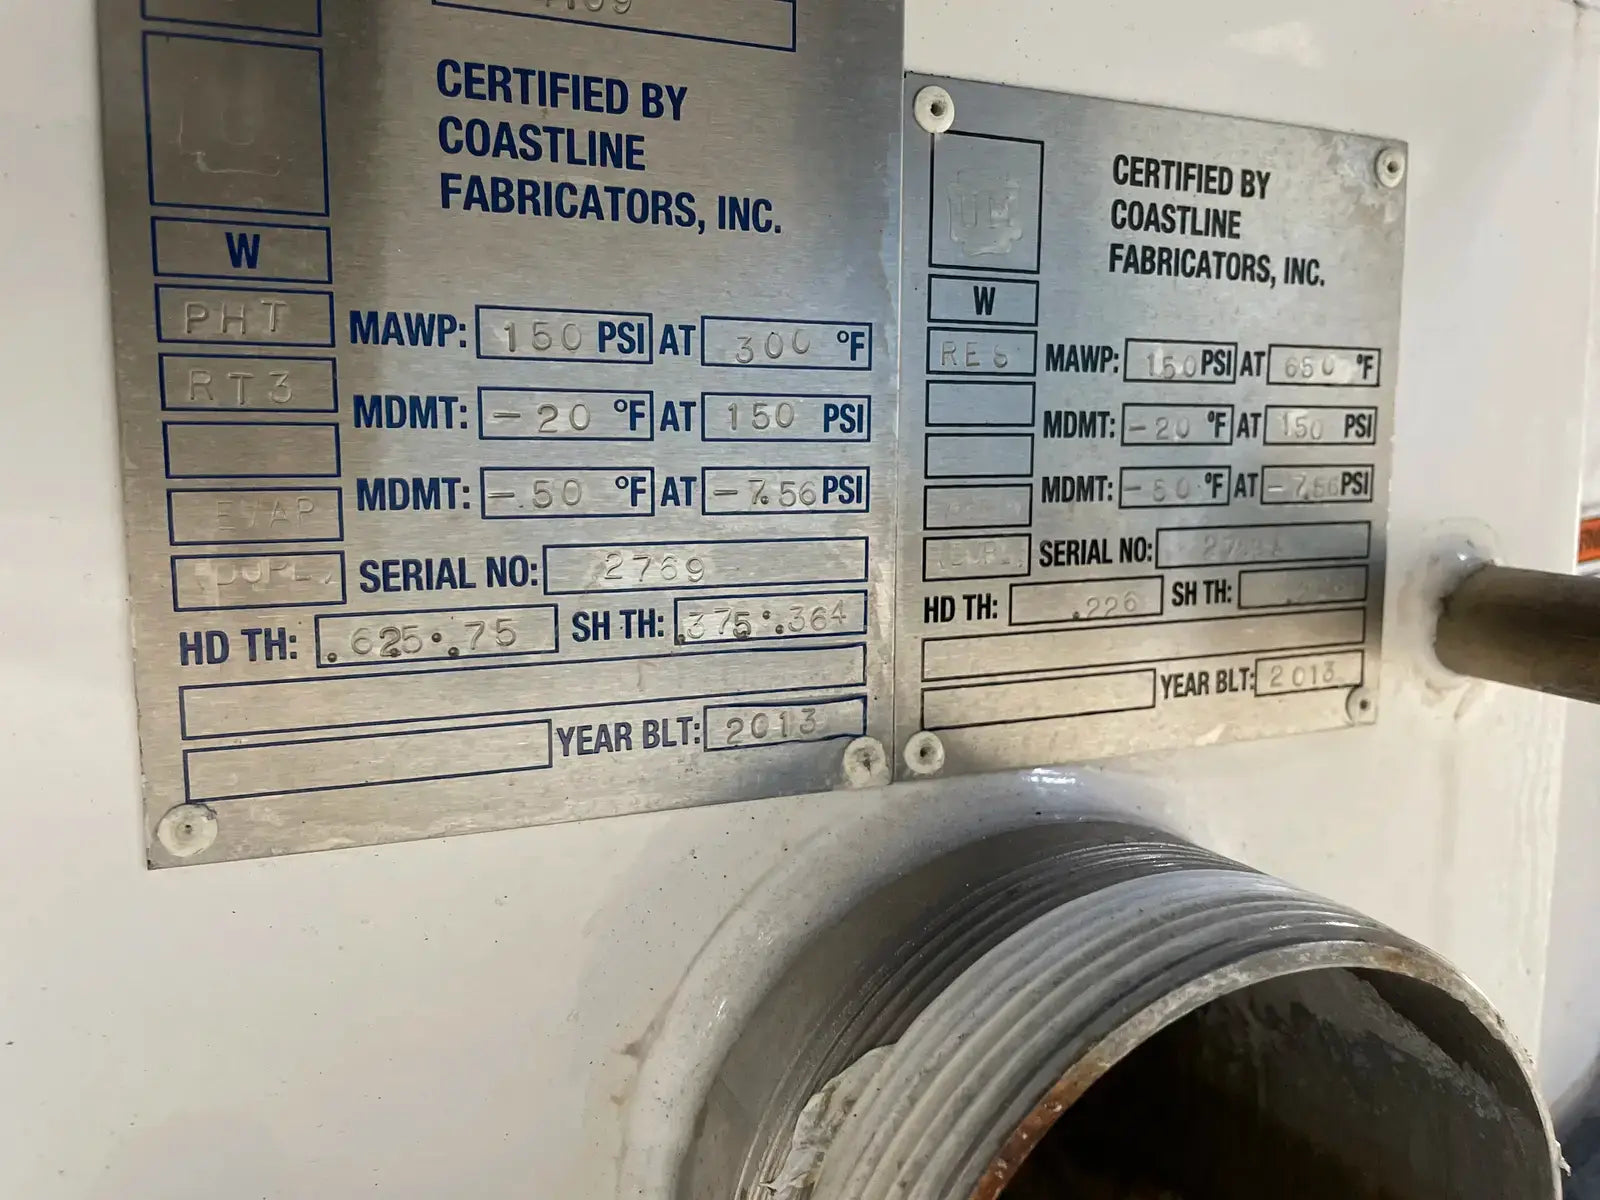 CERTIFIED BY
COASTLINE
FABRICATORS, INC.
U
W
PHT
MAWP: 150 PSI AT 300 °F
RT3
MDMT: -20 °F AT 150 PSI
MDMT: -50 °F AT -7.56 PSI
EVAP
SERIAL NO: 2769
HD TH: .625 . .75 SH TH: .375 . .364
YEAR BLT: 2013
CERTIFIED BY
COASTLINE
FABRICATORS, INC.
UM
W
RES
MAWP: 150 PSI AT 650 °F
MDMT: -20 °F AT 150 PSI
MDMT: -50 °F AT -7.56 PSI
SERIAL NO:
HD TH: .226 SH TH:
YEAR BLT: 2013